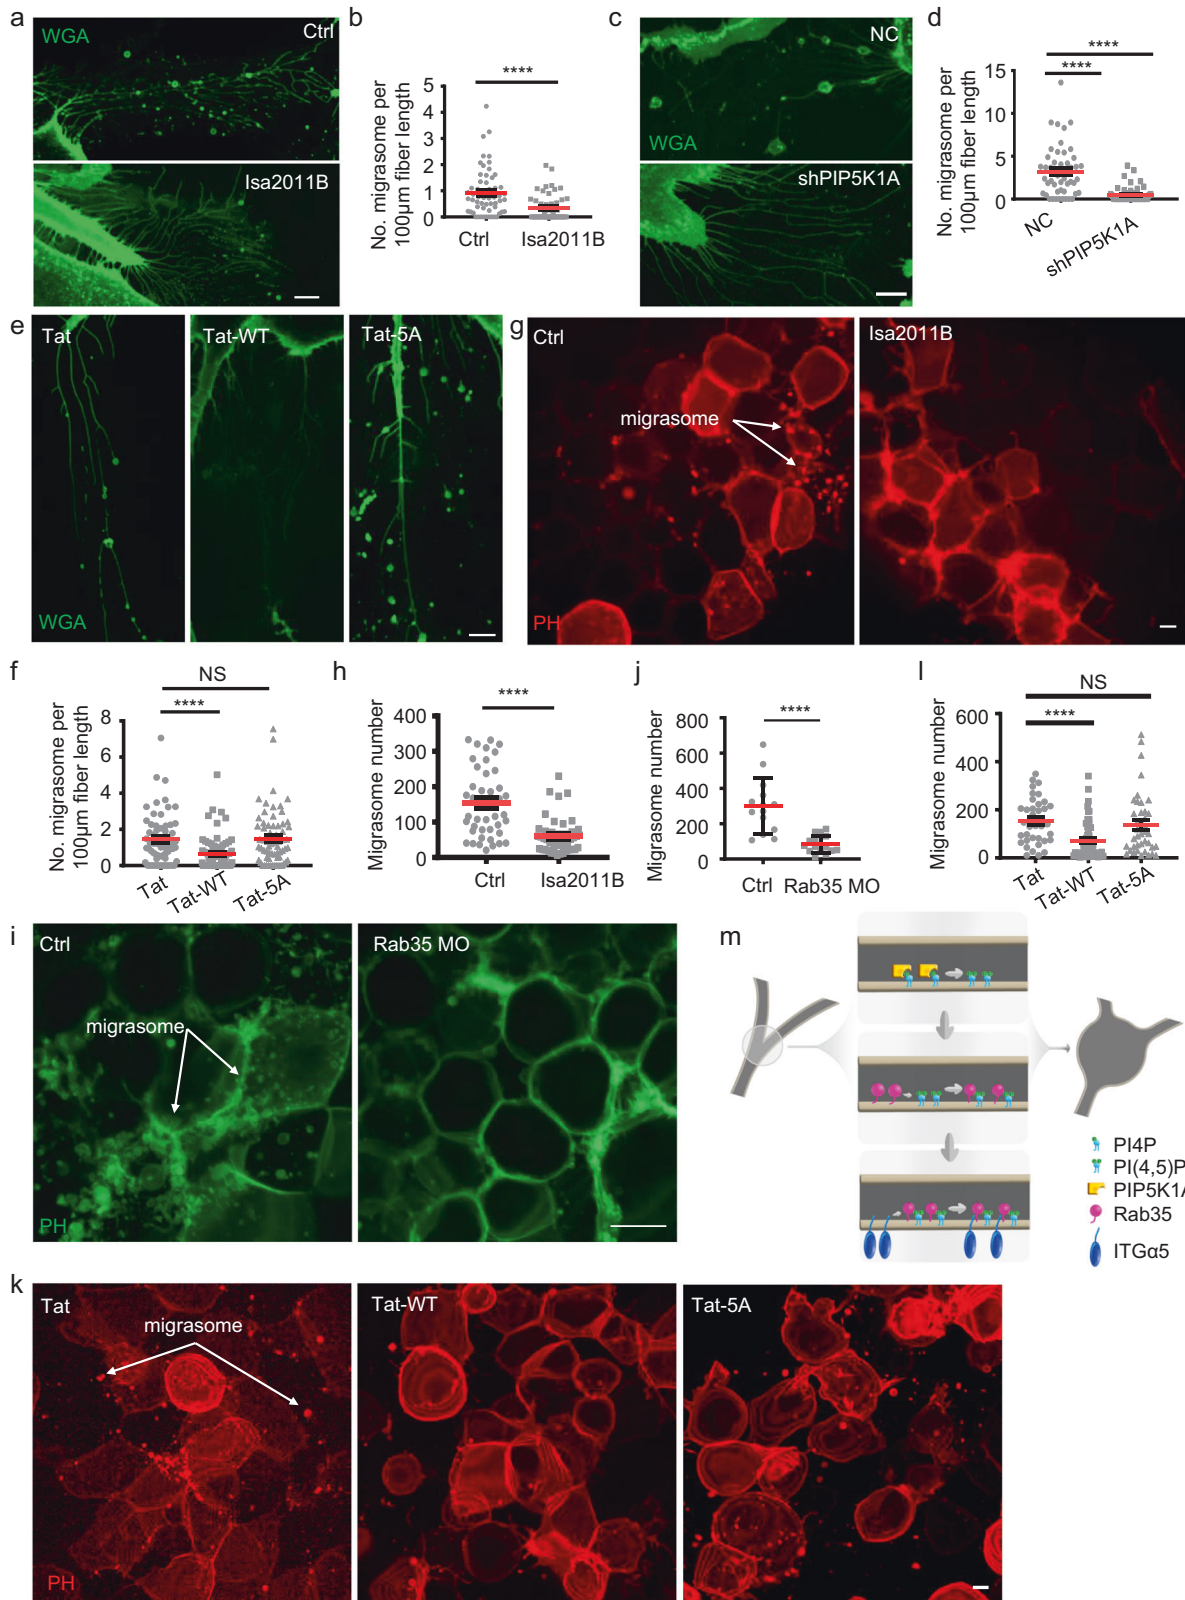 a
WGA
Ctrl
Isa2011B
b
****
No. migrasome per
100µm fiber length
5
4
3
2
1
0
Ctrl
Isa2011B
c
NC
WGA
shPIP5K1A
d
****
****
No. migrasome per
100µm fiber length
15
10
5
0
NC
shPIP5K1A
e
Tat
Tat-WT
Tat-5A
WGA
g
Ctrl
Isa2011B
migrasome
PH
f
NS
****
No. migrasome per
100µm fiber length
8
6
4
2
0
Tat
Tat-WT
Tat-5A
h
****
Migrasome number
400
300
200
100
0
Ctrl
Isa2011B
j
****
Migrasome number
800
600
400
200
0
Ctrl
Rab35 MO
l
NS
****
Migrasome number
600
400
200
0
Tat
Tat-WT
Tat-5A
i
Ctrl
Rab35 MO
migrasome
PH
m
PI4P
PI(4,5)P
PIP5K1A
Rab35
ITGα5
k
Tat
Tat-WT
Tat-5A
migrasome
PH